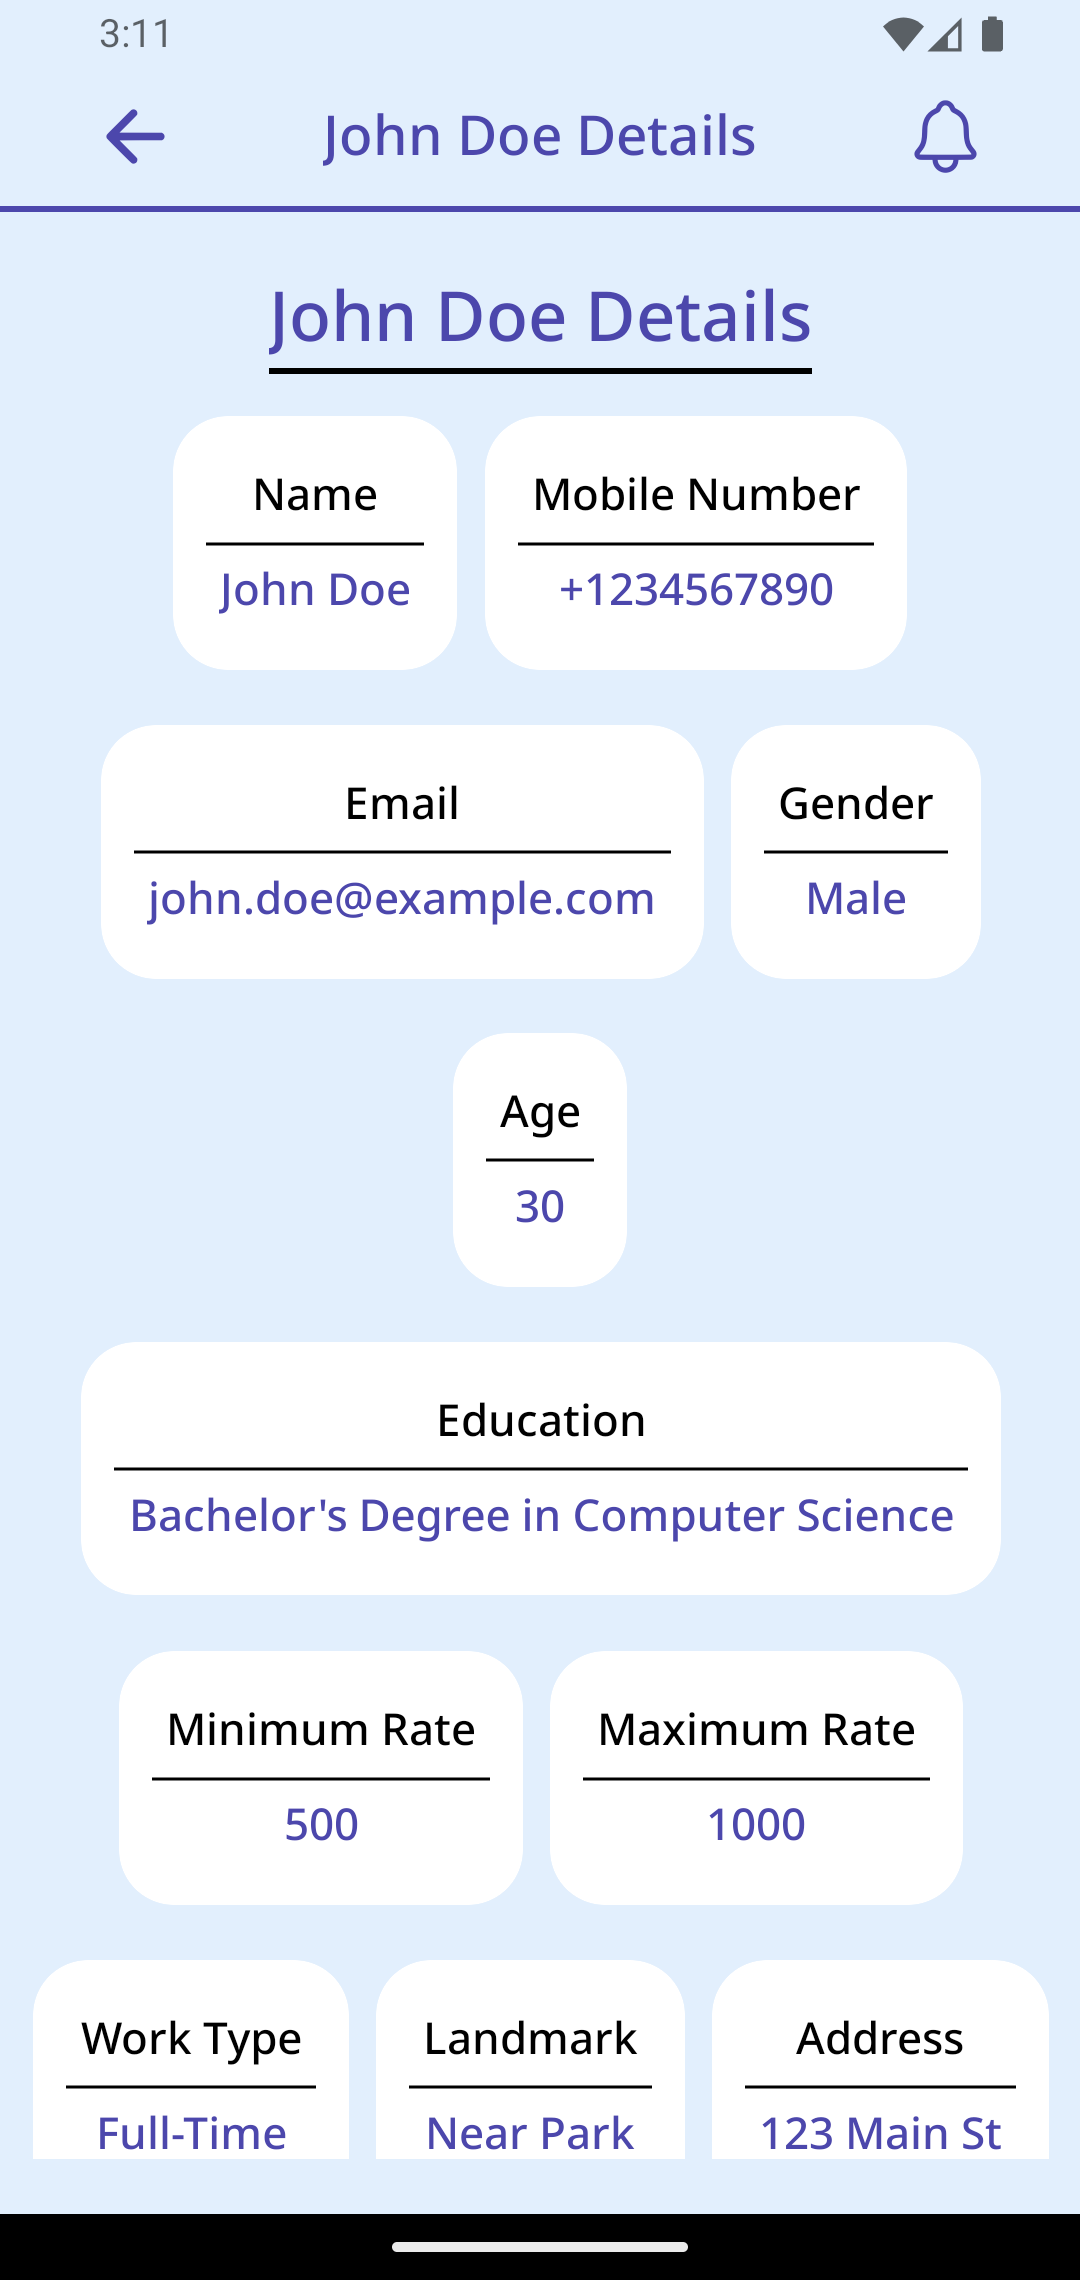 3:11
John Doe Details
John Doe Details
Name
John Doe
Mobile Number
+1234567890
Email
john.doe@example.com
Gender
Male
Age
30
Education
Bachelor's Degree in Computer Science
Minimum Rate
500
Maximum Rate
1000
Work Type
Full-Time
Landmark
Near Park
Address
123 Main St